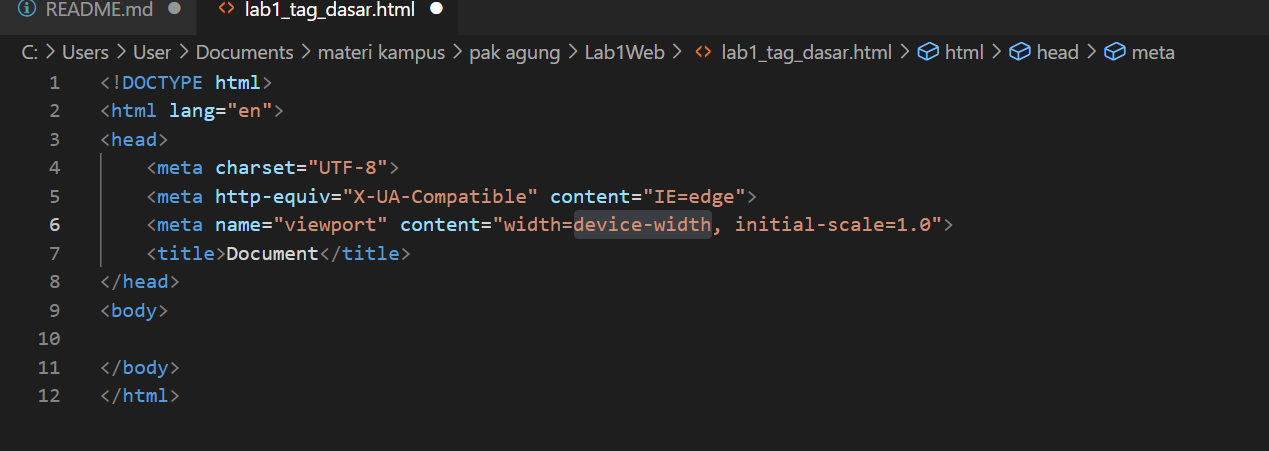 README.md lab1_tag_dasar.html
C: > Users > User > Documents > materi kampus > pak agung > Lab1Web > lab1_tag_dasar.html > html > head > meta
1 <!DOCTYPE html>
2 <html lang="en">
3 <head>
4 <meta charset="UTF-8">
5 <meta http-equiv="X-UA-Compatible" content="IE=edge">
6 <meta name="viewport" content="width=device-width, initial-scale=1.0">
7 <title>Document</title>
8 </head>
9 <body>
10
11 </body>
12 </html>